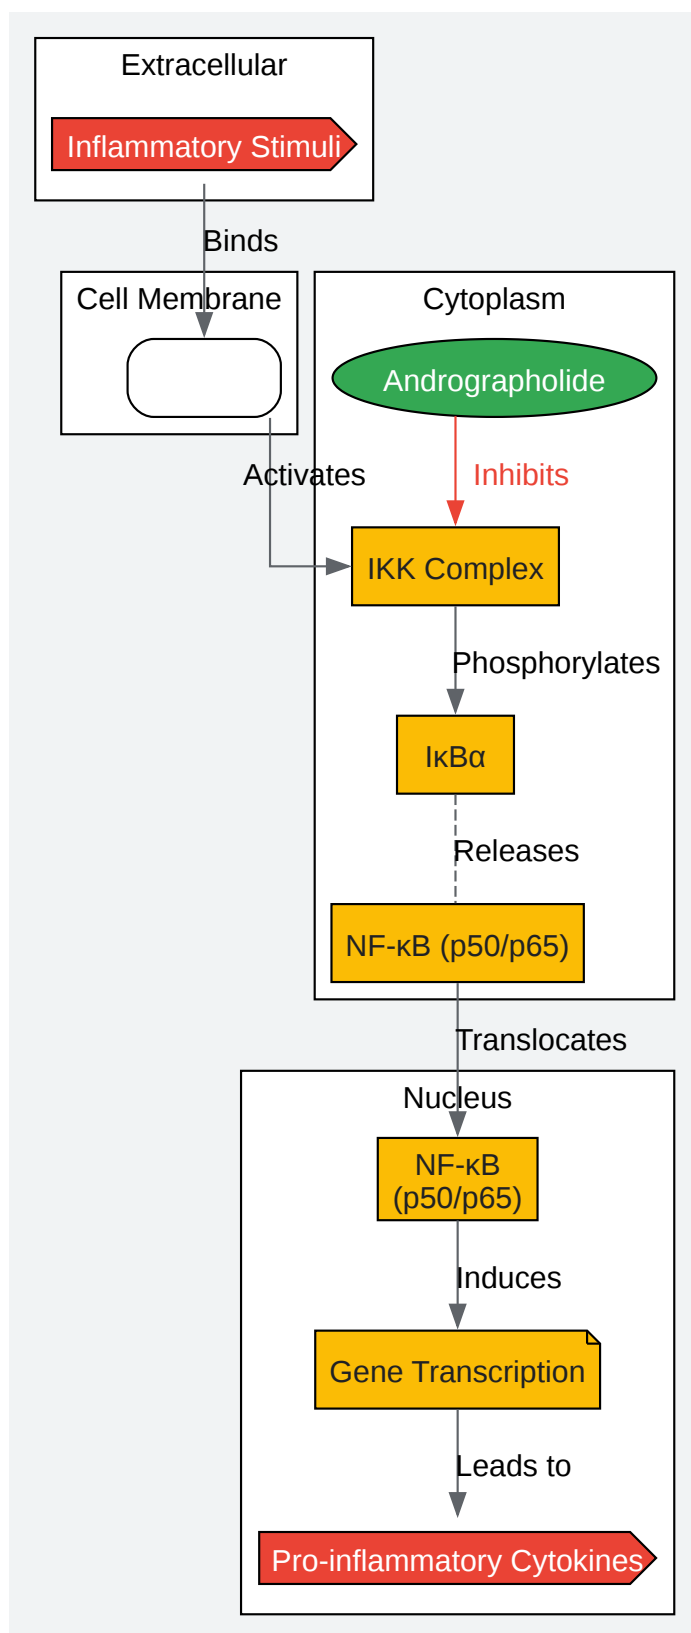 Extracellular
Inflammatory Stimuli
Binds
Cell Membrane
Cytoplasm
Andrographolide
Activates
Inhibits
IKK Complex
Phosphorylates
IκBα
Releases
NF-κB (p50/p65)
Translocates
Nucleus
NF-κB
(p50/p65)
Induces
Gene Transcription
Leads to
Pro-inflammatory Cytokines